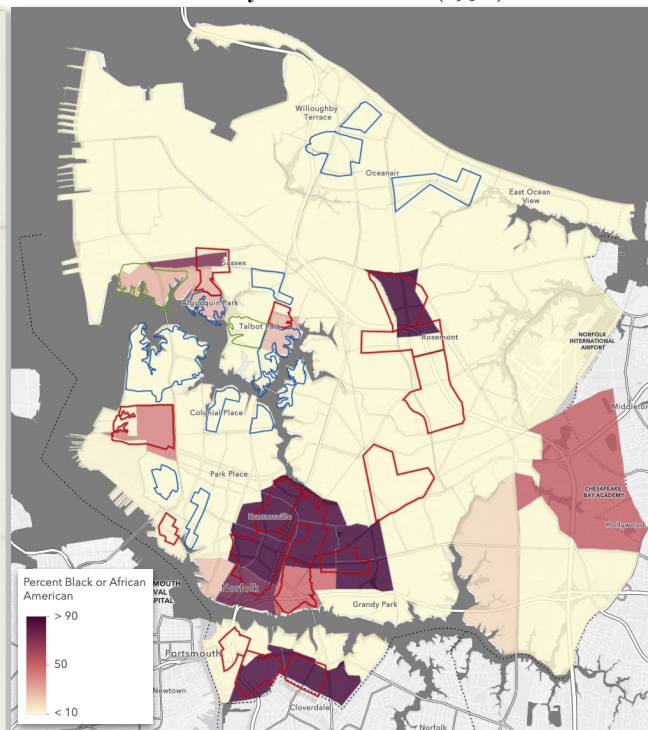 Willoughby
Terrace
Oceanair
East Ocean
View
Sussex
Algonquin Park
Talbot Park
Rosemont
NORFOLK
INTERNATIONAL
AIRPORT
Middleto
Colonial Place
Park Place
CHESAPEAKE
BAY ACADEMY
Huntersville
Hollywood
Norfolk
Grandy Park
MOUTH
VAL
PITAL
Portsmouth
Newtown
Cloverdale
Norfolk
Percent Black or African
American
> 90
50
< 10